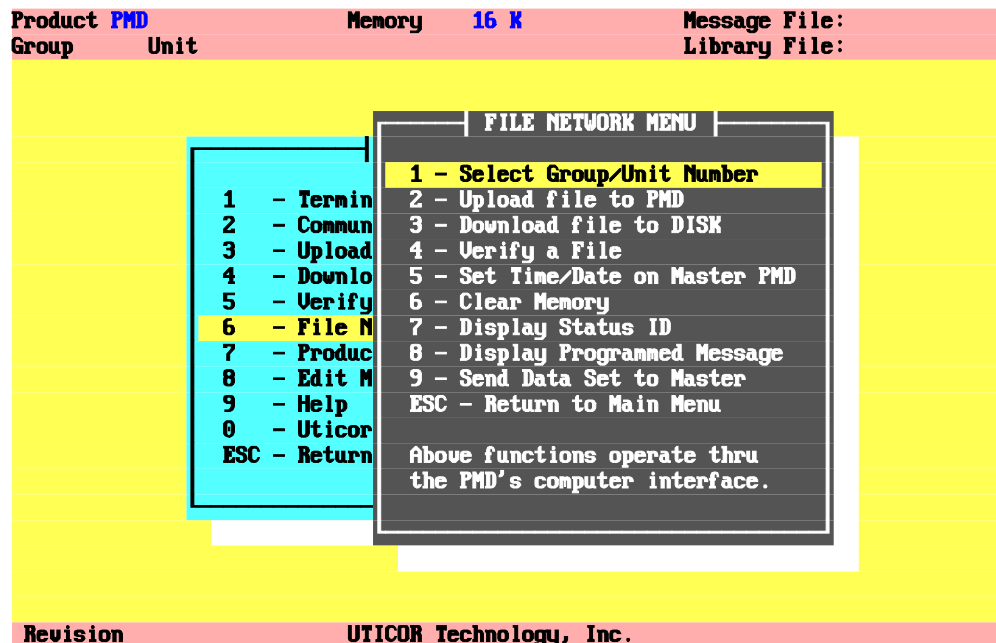 Product PMD Memory 16 K Message File:
Group Unit Library File:
FILE NETWORK MENU
1 - Select Group/Unit Number
2 - Upload file to PMD
3 - Download file to DISK
4 - Verify a File
5 - Set Time/Date on Master PMD
6 - Clear Memory
7 - Display Status ID
8 - Display Programmed Message
9 - Send Data Set to Master
ESC - Return to Main Menu
Above functions operate thru
the PMD's computer interface.
1 - Termin
2 - Commun
3 - Upload
4 - Downlo
5 - Verify
6 - File N
7 - Produc
8 - Edit M
9 - Help
0 - Uticor
ESC - Return
Revision UTICOR Technology, Inc.